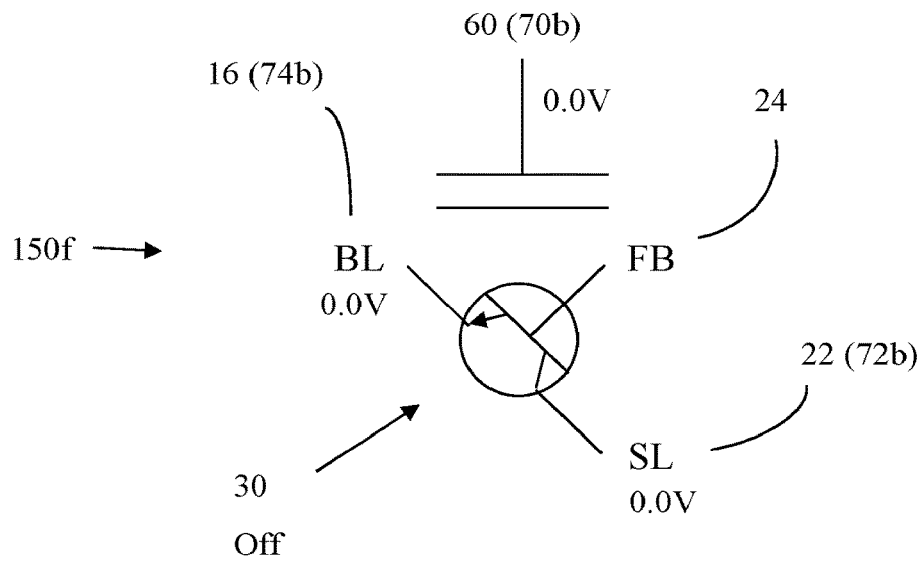 60 (70b)
16 (74b)
0.0V
24
150f
BL
FB
0.0V
22 (72b)
SL
30
0.0V
Off